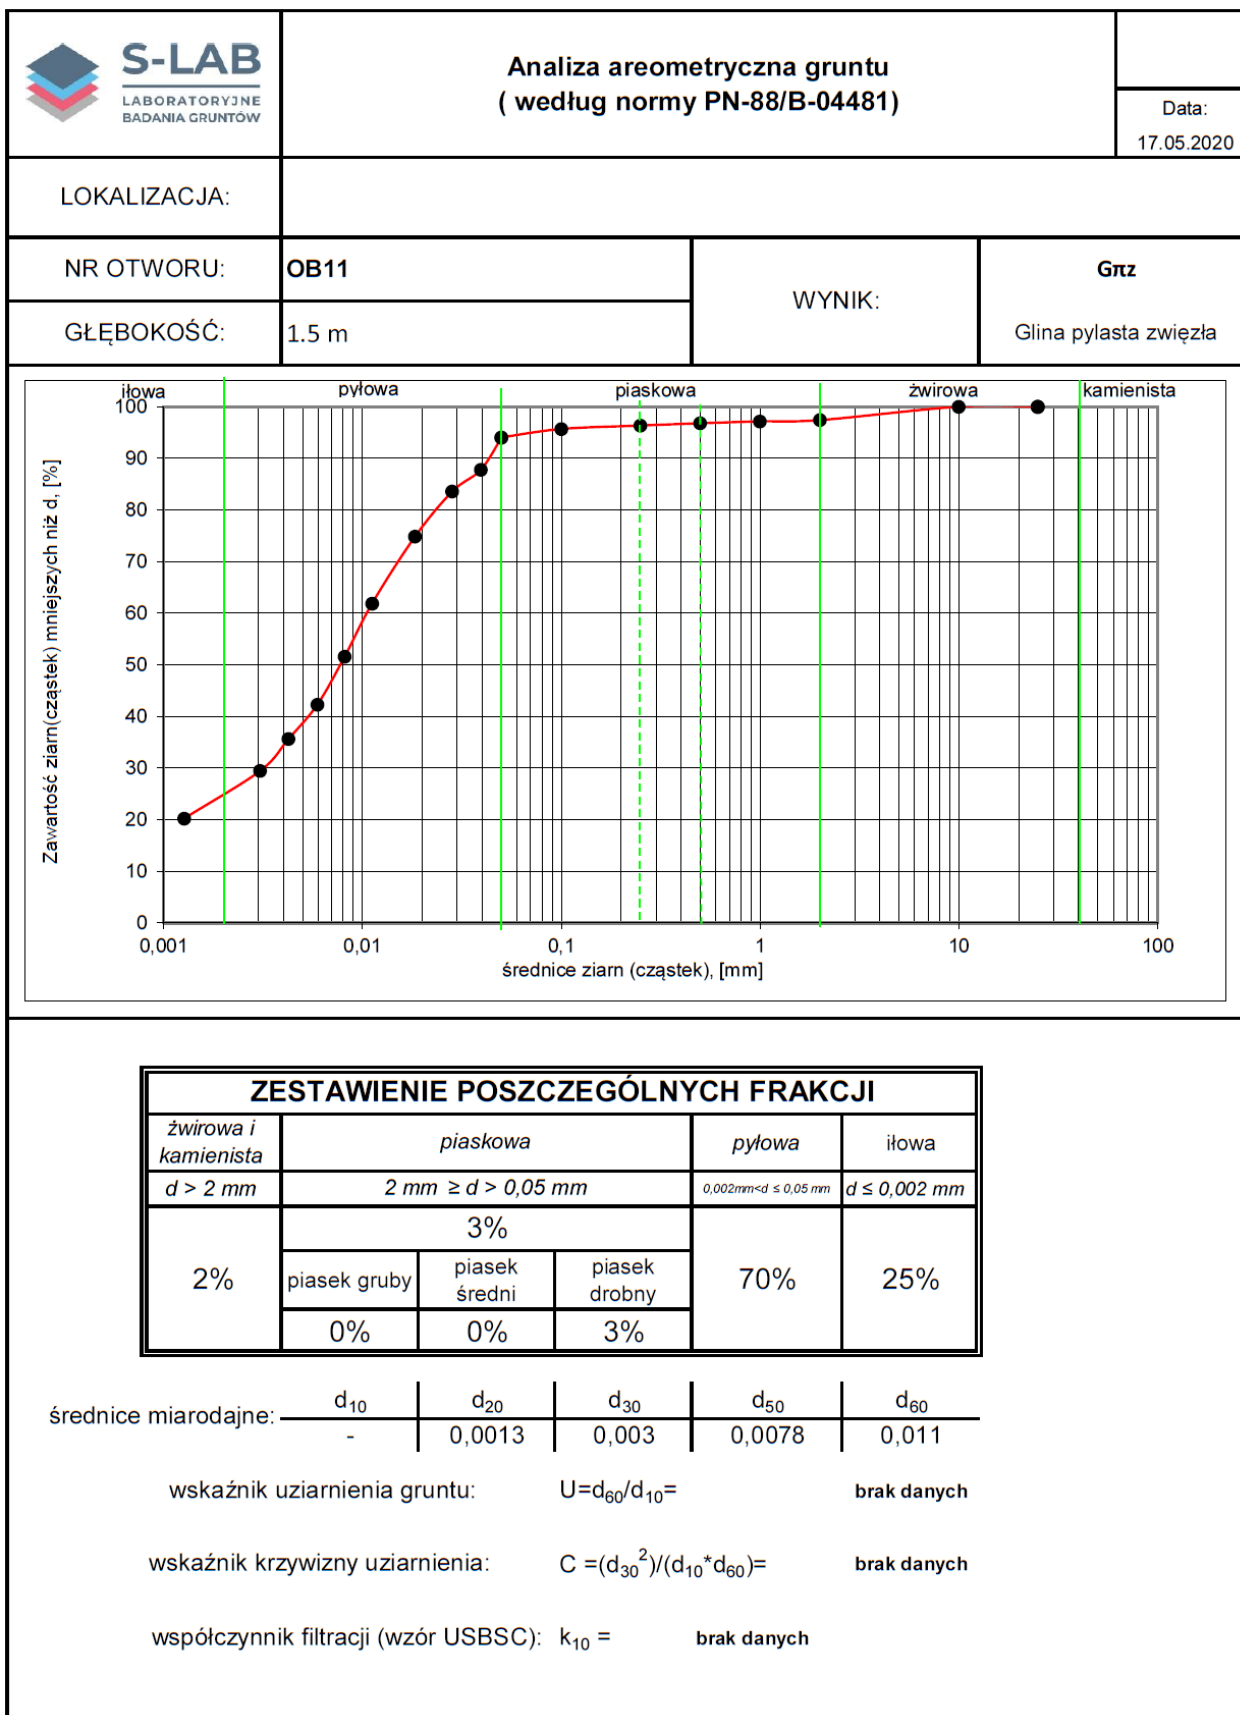 S-LAB
LABORATORYJNE
BADANIA GRUNTÓW
Analiza areometryczna gruntu
( według normy PN-88/B-04481)
Data:
17.05.2020
LOKALIZACJA:
NR OTWORU:
OB11
GŁĘBOKOŚĆ:
1.5 m
WYNIK:
Gπz
Glina pylasta zwięzła
iłowa
pyłowa
piaskowa
żwirowa
kamienista
Zawartość ziarn(cząstek) mniejszych niż d, [%]
100
90
80
70
60
50
40
30
20
10
0
0,001
0,01
0,1
1
10
100
średnice ziarn (cząstek), [mm]
ZESTAWIENIE POSZCZEGÓLNYCH FRAKCJI
żwirowa i
kamienista
piaskowa
pyłowa
iłowa
d > 2 mm
2 mm ≥ d > 0,05 mm
0,002mm<d ≤ 0,05 mm
d ≤ 0,002 mm
2%
3%
piasek gruby
piasek
średni
piasek
drobny
0%
0%
3%
70%
25%
średnice miarodajne:
d10
d20
d30
d50
d60
-
0,0013
0,003
0,0078
0,011
wskaźnik uziarnienia gruntu: U=d60/d10= brak danych
wskaźnik krzywizny uziarnienia: C =(d30²)/(d10*d60)= brak danych
współczynnik filtracji (wzór USBSC): k10 = brak danych